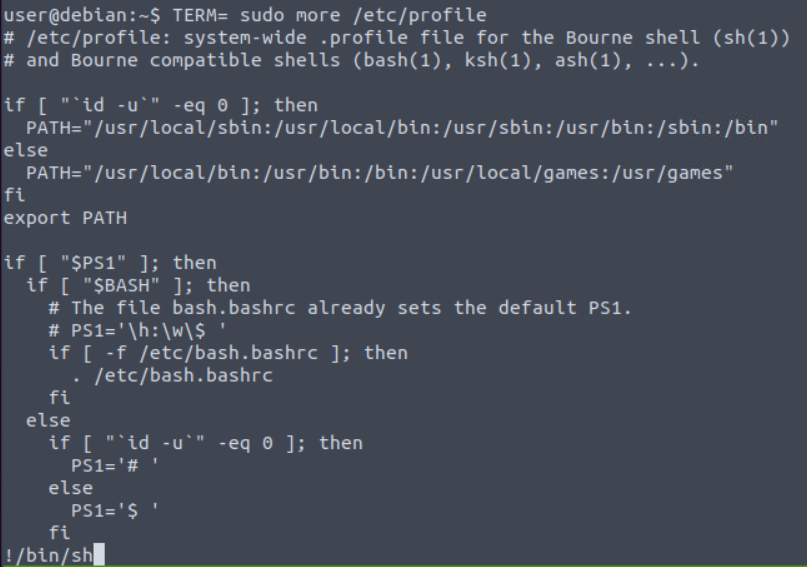 user@debian:~$ TERM= sudo more /etc/profile
# /etc/profile: system-wide .profile file for the Bourne shell (sh(1))
# and Bourne compatible shells (bash(1), ksh(1), ash(1), ...).

if [ "`id -u`" -eq 0 ]; then
  PATH="/usr/local/sbin:/usr/local/bin:/usr/sbin:/usr/bin:/sbin:/bin"
else
  PATH="/usr/local/bin:/usr/bin:/bin:/usr/local/games:/usr/games"
fi
export PATH

if [ "$PS1" ]; then
  if [ "$BASH" ]; then
    # The file bash.bashrc already sets the default PS1.
    # PS1='\h:\w\$ '
    if [ -f /etc/bash.bashrc ]; then
      . /etc/bash.bashrc
    fi
  else
    if [ "`id -u`" -eq 0 ]; then
      PS1='# '
    else
      PS1='$ '
    fi
!/bin/sh